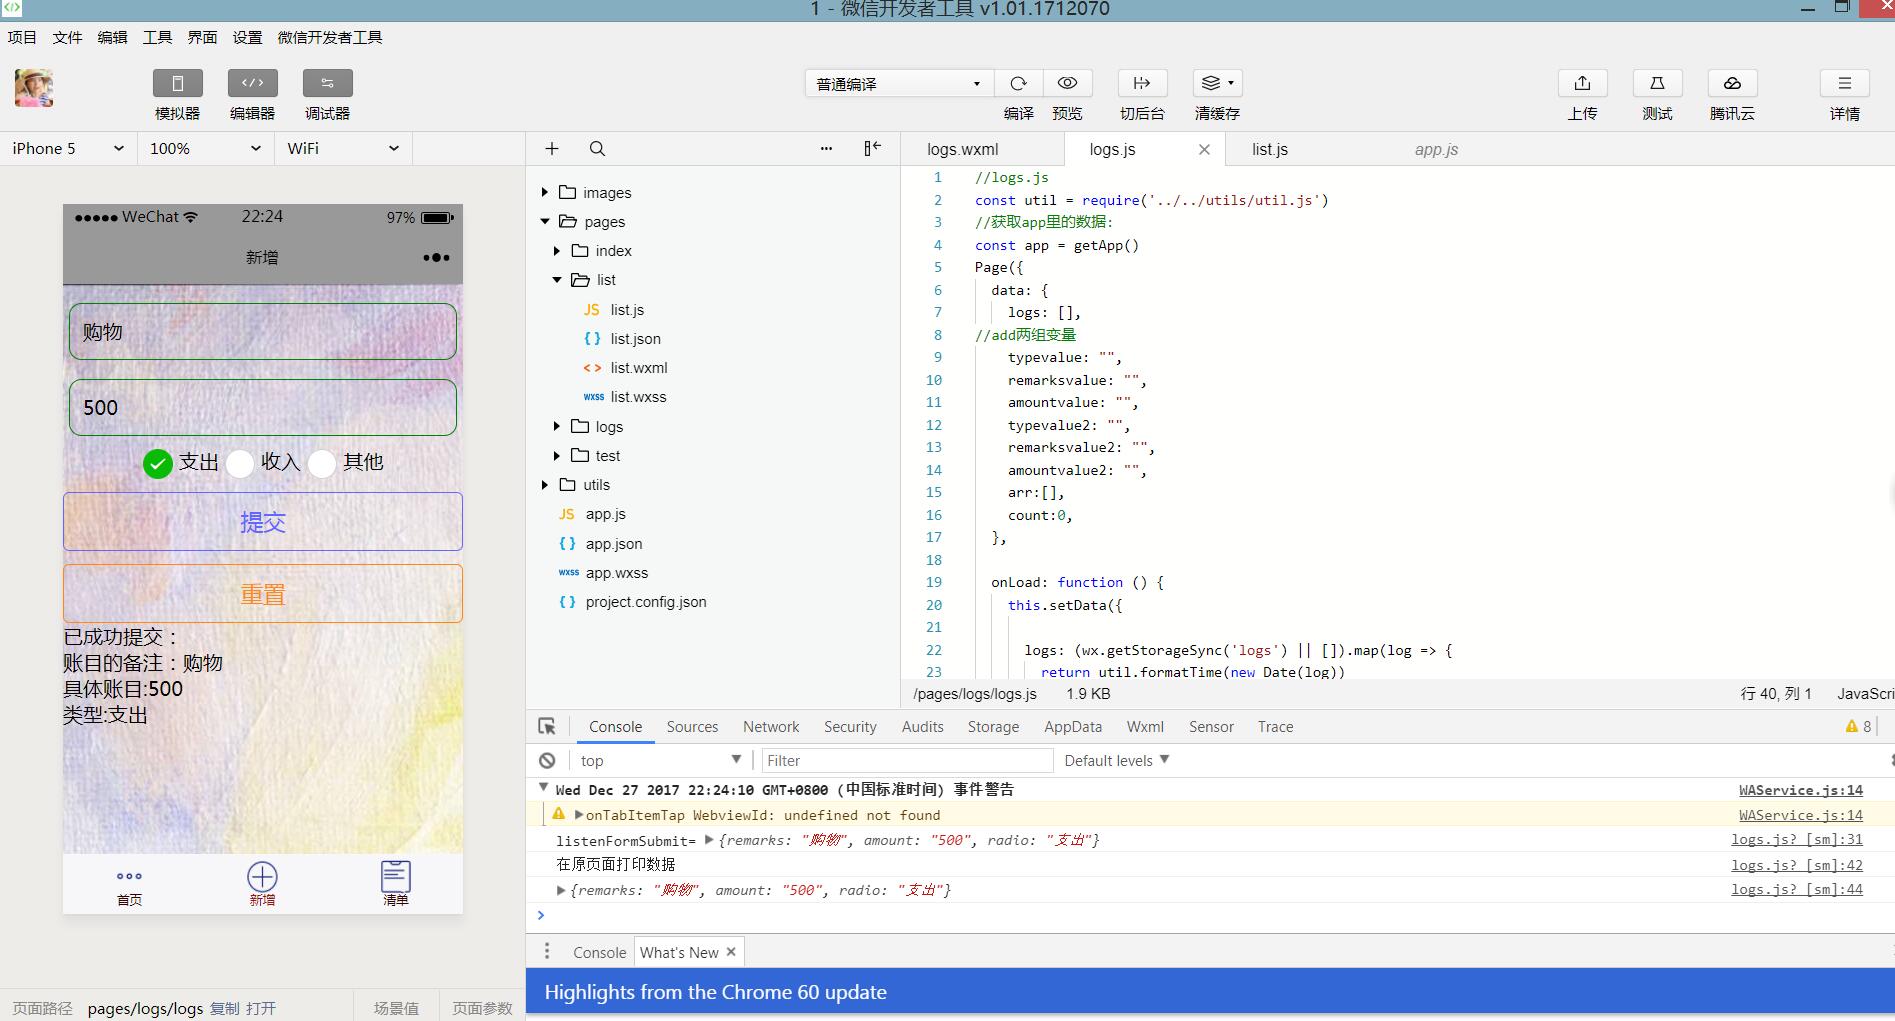 1 - 微信开发者工具 v1.01.1712070
项目 文件 编辑 工具 界面 设置 微信开发者工具
模拟器 编辑器 调试器
普通编译
编译 预览 切后台 清缓存
上传 测试 腾讯云 详情
iPhone 5 100% WiFi
WeChat 22:24 97%
新增
购物
500
支出 收入 其他
提交
重置
已成功提交：
账目的备注：购物
具体账目:500
类型:支出
首页 新增 清单
页面路径 pages/logs/logs 复制 打开 场景值 页面参数
images
pages
index
list
JS list.js
{ } list.json
< > list.wxml
wxss list.wxss
logs
test
utils
JS app.js
{ } app.json
wxss app.wxss
{ } project.config.json
logs.wxml logs.js list.js app.js
1 //logs.js
2 const util = require('../../utils/util.js')
3 //获取app里的数据:
4 const app = getApp()
5 Page({
6 data: {
7 logs: [],
8 //add两组变量
9 typevalue: "",
10 remarksvalue: "",
11 amountvalue: "",
12 typevalue2: "",
13 remarksvalue2: "",
14 amountvalue2: "",
15 arr:[],
16 count:0,
17 },
18
19 onLoad: function () {
20 this.setData({
21
22 logs: (wx.getStorageSync('logs') || []).map(log => {
23 return util.formatTime(new Date(log))
/pages/logs/logs.js 1.9 KB 行 40, 列 1 JavaScri
Console Sources Network Security Audits Storage AppData Wxml Sensor Trace 8
top Filter Default levels
Wed Dec 27 2017 22:24:10 GMT+0800 (中国标准时间) 事件警告 WAService.js:14
onTabItemTap WebviewId: undefined not found WAService.js:14
listenFormSubmit= {remarks: "购物", amount: "500", radio: "支出"} logs.js? [sm]:31
在原页面打印数据 logs.js? [sm]:42
{remarks: "购物", amount: "500", radio: "支出"} logs.js? [sm]:44
Console What's New
Highlights from the Chrome 60 update